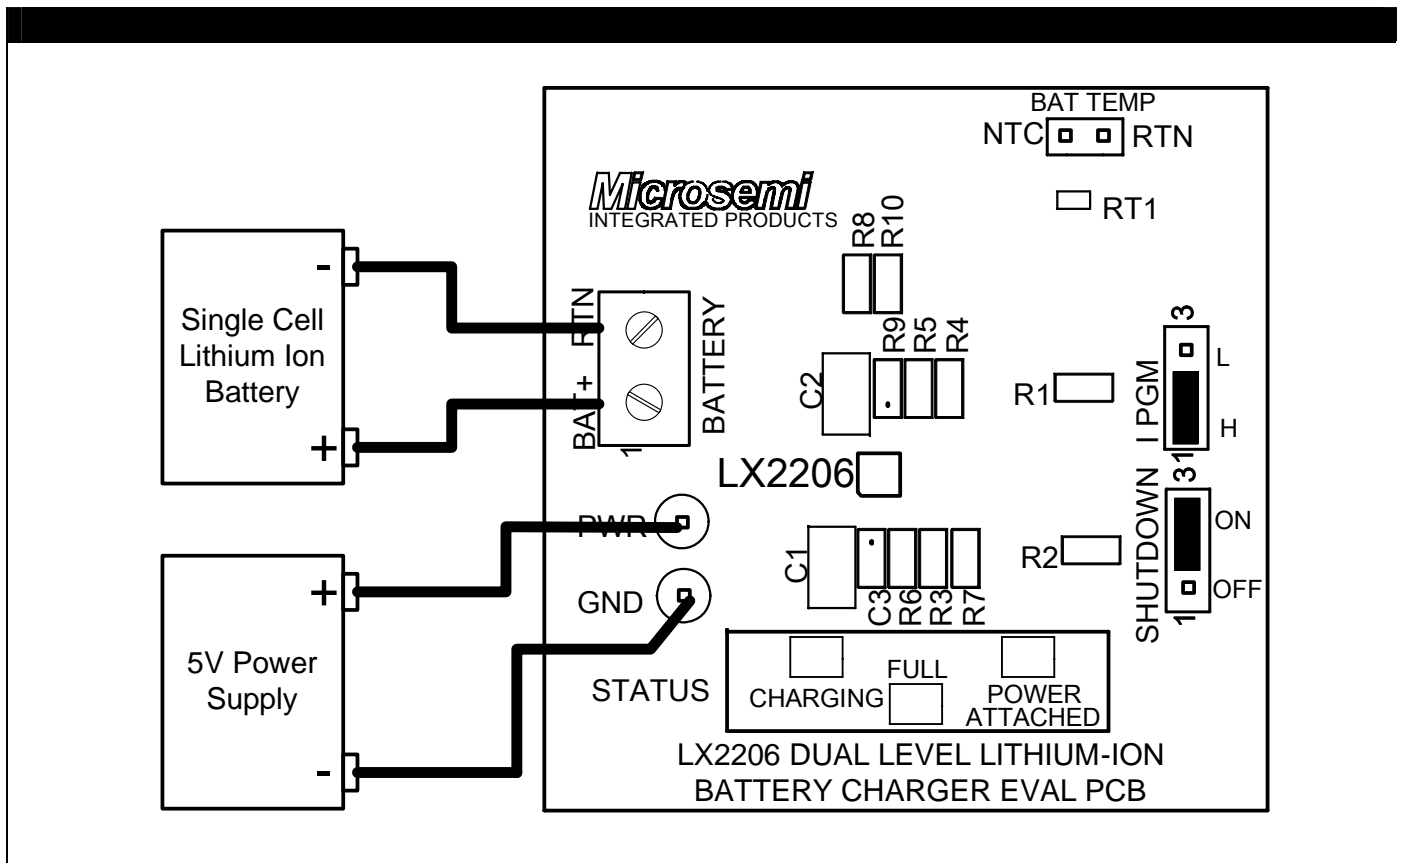 BAT TEMP
NTC RTN
RT1
Microsemi
INTEGRATED PRODUCTS
R8
R10
-
Single Cell
Lithium Ion
Battery
+
RTN
BAT+
1
BATTERY
R9
R5
R4
C2
R1
3
L
I PGM
H
1
LX2206
PWR
GND
+
5V Power
Supply
-
C1
C3
R6
R3
R7
R2
3
ON
SHUTDOWN
OFF
1
STATUS
CHARGING
FULL
POWER
ATTACHED
LX2206 DUAL LEVEL LITHIUM-ION
BATTERY CHARGER EVAL PCB